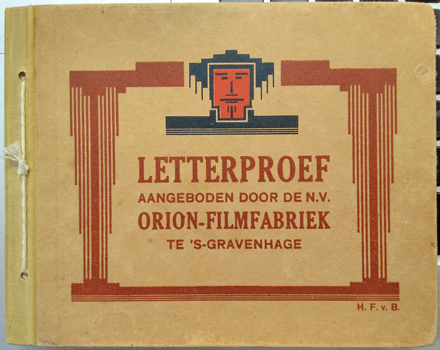 LETTERPROEF
AANGEBODEN DOOR DE N.V.
ORION-FILMFABRIEK
TE 'S-GRAVENHAGE
H. F. v. B.